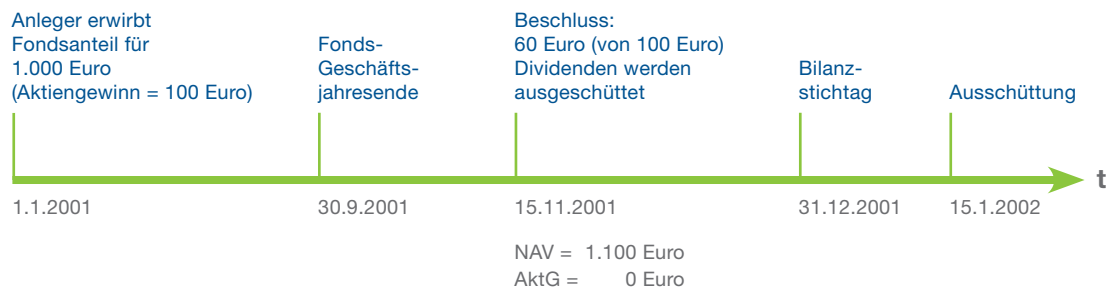 Anleger erwirbt
Fondsanteil für
1.000 Euro
(Aktiengewinn = 100 Euro)
Fonds-
Geschäfts-
jahresende
Beschluss:
60 Euro (von 100 Euro)
Dividenden werden
ausgeschüttet
Bilanz-
stichtag
Ausschüttung
t
1.1.2001
30.9.2001
15.11.2001
31.12.2001
15.1.2002
NAV = 1.100 Euro
AktG = 0 Euro